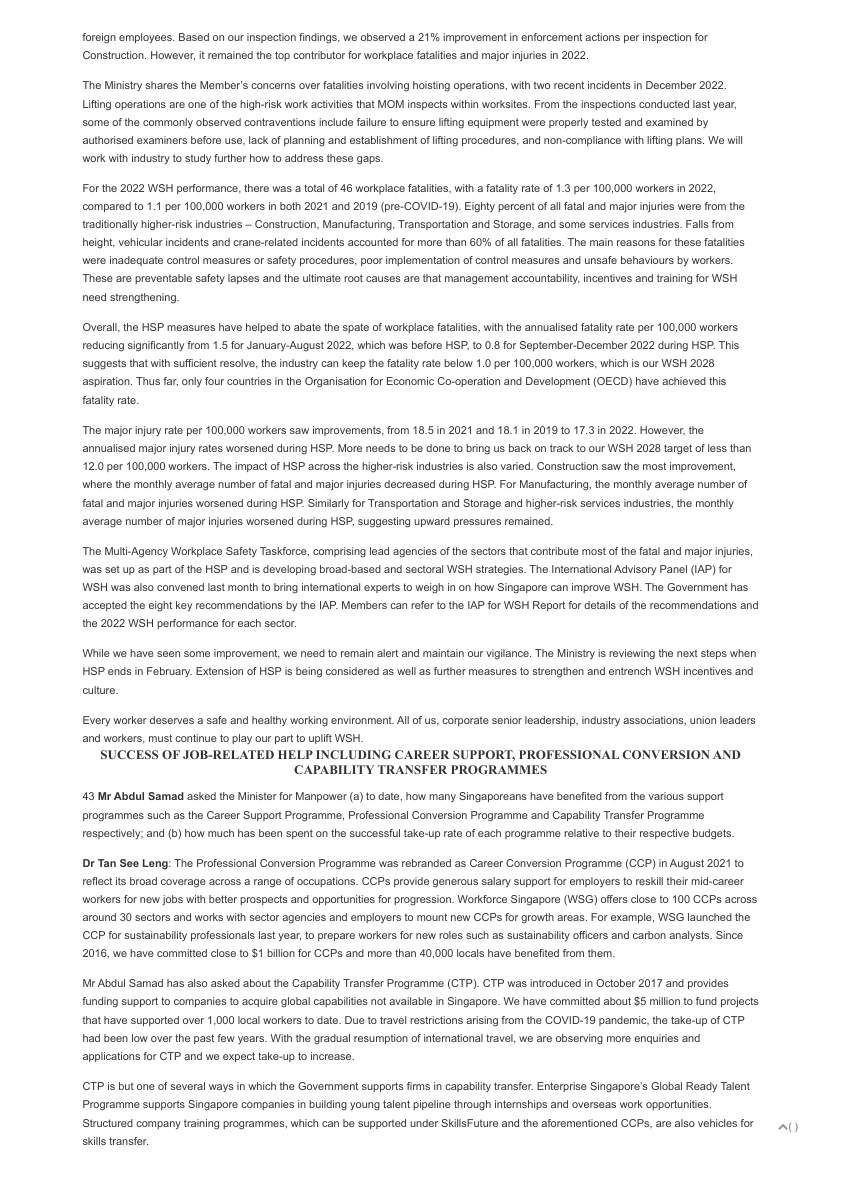 foreign employees. Based on our inspection findings, we observed a 21% improvement in enforcement actions per inspection for
Construction. However, it remained the top contributor for workplace fatalities and major injuries in 2022.
The Ministry shares the Member's concerns over fatalities involving hoisting operations, with two recent incidents in December 2022.
Lifting operations are one of the high-risk work activities that MOM inspects within worksites. From the inspections conducted last year,
some of the commonly observed contraventions include failure to ensure lifting equipment were properly tested and examined by
authorised examiners before use, lack of planning and establishment of lifting procedures, and non-compliance with lifting plans. We will
work with industry to study further how to address these gaps.
For the 2022 WSH performance, there was a total of 46 workplace fatalities, with a fatality rate of 1.3 per 100,000 workers in 2022,
compared to 1.1 per 100,000 workers in both 2021 and 2019 (pre-COVID-19). Eighty percent of all fatal and major injuries were from the
traditionally higher-risk industries – Construction, Manufacturing, Transportation and Storage, and some services industries. Falls from
height, vehicular incidents and crane-related incidents accounted for more than 60% of all fatalities. The main reasons for these fatalities
were inadequate control measures or safety procedures, poor implementation of control measures and unsafe behaviours by workers.
These are preventable safety lapses and the ultimate root causes are that management accountability, incentives and training for WSH
need strengthening.
Overall, the HSP measures have helped to abate the spate of workplace fatalities, with the annualised fatality rate per 100,000 workers
reducing significantly from 1.5 for January-August 2022, which was before HSP, to 0.8 for September-December 2022 during HSP. This
suggests that with sufficient resolve, the industry can keep the fatality rate below 1.0 per 100,000 workers, which is our WSH 2028
aspiration. Thus far, only four countries in the Organisation for Economic Co-operation and Development (OECD) have achieved this
fatality rate.
The major injury rate per 100,000 workers saw improvements, from 18.5 in 2021 and 18.1 in 2019 to 17.3 in 2022. However, the
annualised major injury rates worsened during HSP. More needs to be done to bring us back on track to our WSH 2028 target of less than
12.0 per 100,000 workers. The impact of HSP across the higher-risk industries is also varied. Construction saw the most improvement,
where the monthly average number of fatal and major injuries decreased during HSP. For Manufacturing, the monthly average number of
fatal and major injuries worsened during HSP. Similarly for Transportation and Storage and higher-risk services industries, the monthly
average number of major injuries worsened during HSP, suggesting upward pressures remained.
The Multi-Agency Workplace Safety Taskforce, comprising lead agencies of the sectors that contribute most of the fatal and major injuries,
was set up as part of the HSP and is developing broad-based and sectoral WSH strategies. The International Advisory Panel (IAP) for
WSH was also convened last month to bring international experts to weigh in on how Singapore can improve WSH. The Government has
accepted the eight key recommendations by the IAP. Members can refer to the IAP for WSH Report for details of the recommendations and
the 2022 WSH performance for each sector.
While we have seen some improvement, we need to remain alert and maintain our vigilance. The Ministry is reviewing the next steps when
HSP ends in February. Extension of HSP is being considered as well as further measures to strengthen and entrench WSH incentives and
culture.
Every worker deserves a safe and healthy working environment. All of us, corporate senior leadership, industry associations, union leaders
and workers, must continue to play our part to uplift WSH.
SUCCESS OF JOB-RELATED HELP INCLUDING CAREER SUPPORT, PROFESSIONAL CONVERSION AND
CAPABILITY TRANSFER PROGRAMMES
43 Mr Abdul Samad asked the Minister for Manpower (a) to date, how many Singaporeans have benefited from the various support
programmes such as the Career Support Programme, Professional Conversion Programme and Capability Transfer Programme
respectively; and (b) how much has been spent on the successful take-up rate of each programme relative to their respective budgets.
Dr Tan See Leng: The Professional Conversion Programme was rebranded as Career Conversion Programme (CCP) in August 2021 to
reflect its broad coverage across a range of occupations. CCPs provide generous salary support for employers to reskill their mid-career
workers for new jobs with better prospects and opportunities for progression. Workforce Singapore (WSG) offers close to 100 CCPs across
around 30 sectors and works with sector agencies and employers to mount new CCPs for growth areas. For example, WSG launched the
CCP for sustainability professionals last year, to prepare workers for new roles such as sustainability officers and carbon analysts. Since
2016, we have committed close to $1 billion for CCPs and more than 40,000 locals have benefited from them.
Mr Abdul Samad has also asked about the Capability Transfer Programme (CTP). CTP was introduced in October 2017 and provides
funding support to companies to acquire global capabilities not available in Singapore. We have committed about $5 million to fund projects
that have supported over 1,000 local workers to date. Due to travel restrictions arising from the COVID-19 pandemic, the take-up of CTP
had been low over the past few years. With the gradual resumption of international travel, we are observing more enquiries and
applications for CTP and we expect take-up to increase.
CTP is but one of several ways in which the Government supports firms in capability transfer. Enterprise Singapore's Global Ready Talent
Programme supports Singapore companies in building young talent pipeline through internships and overseas work opportunities.
Structured company training programmes, which can be supported under SkillsFuture and the aforementioned CCPs, are also vehicles for
skills transfer.
( )